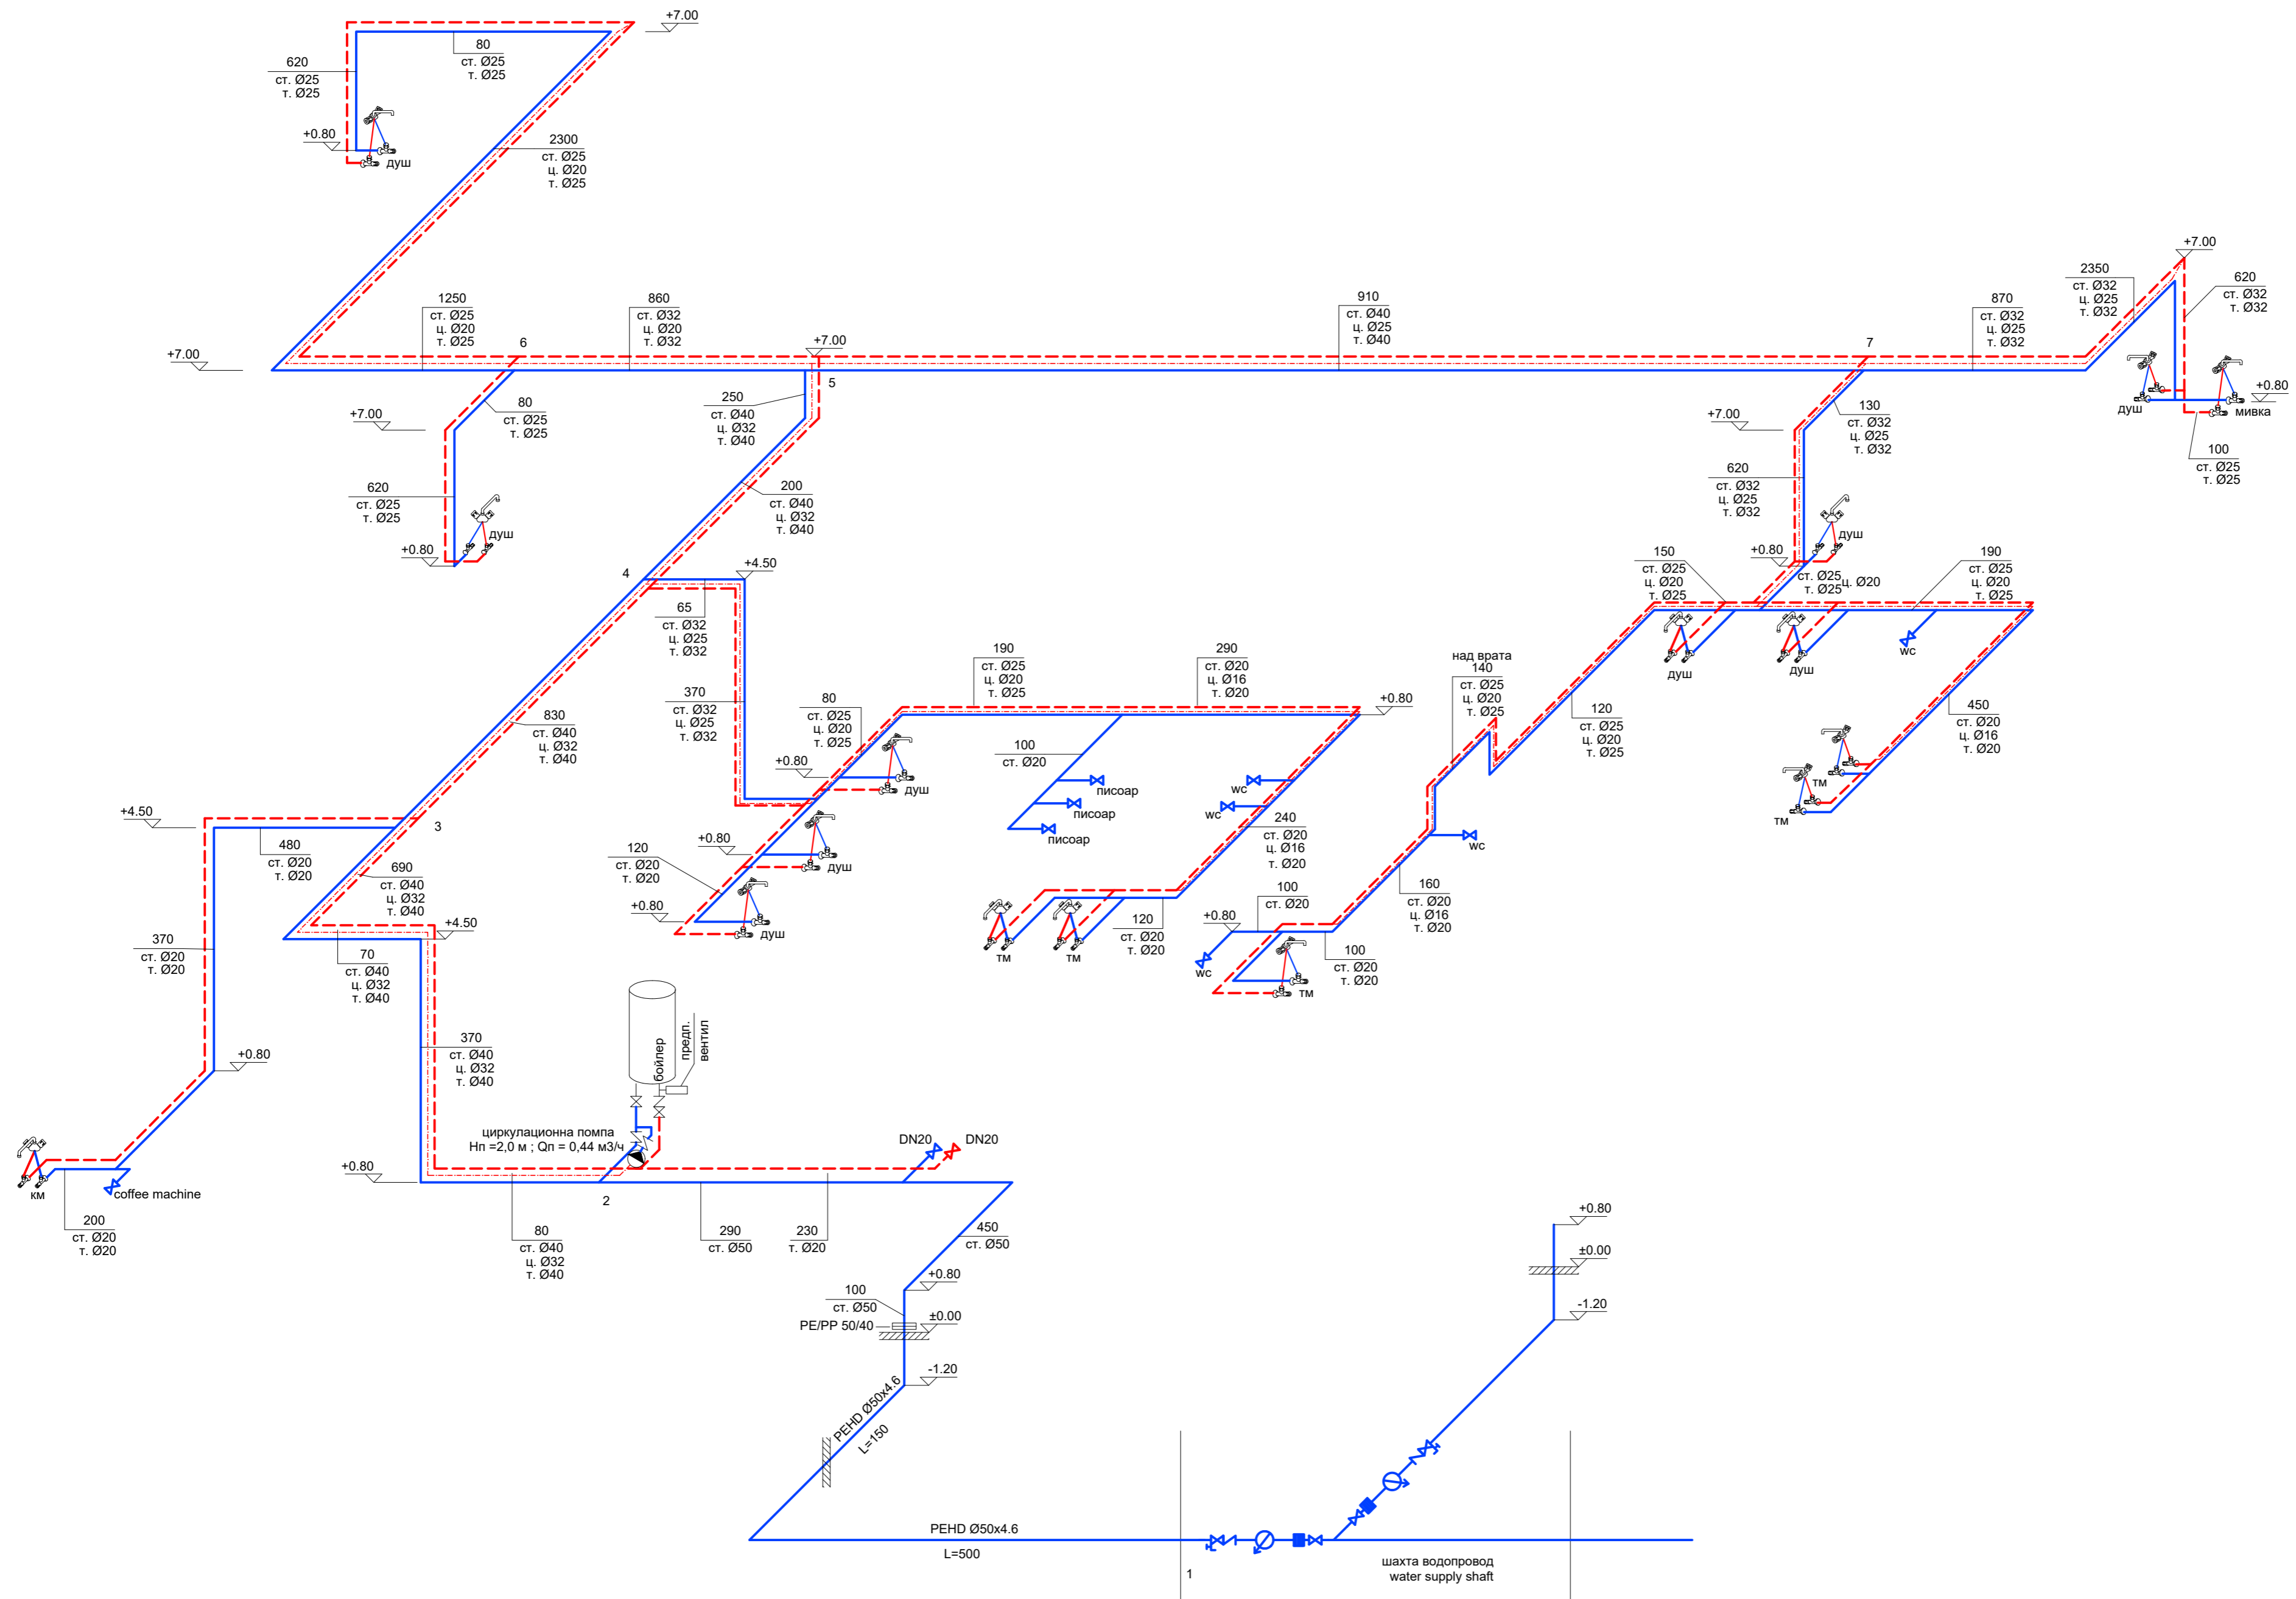 +7.00
80
ст. Ø25
т. Ø25
620
ст. Ø25
т. Ø25
+0.80
душ
2300
ст. Ø25
ц. Ø20
т. Ø25
+7.00
1250
ст. Ø25
ц. Ø20
т. Ø25
6
860
ст. Ø32
ц. Ø20
т. Ø32
+7.00
5
910
ст. Ø40
ц. Ø25
т. Ø40
7
870
ст. Ø32
ц. Ø25
т. Ø32
2350
ст. Ø32
ц. Ø25
т. Ø32
+7.00
620
ст. Ø32
т. Ø32
душ
+0.80
мивка
100
ст. Ø25
т. Ø25
+7.00
80
ст. Ø25
т. Ø25
620
ст. Ø25
т. Ø25
душ
+0.80
250
ст. Ø40
ц. Ø32
т. Ø40
200
ст. Ø40
ц. Ø32
т. Ø40
+7.00
130
ст. Ø32
ц. Ø25
т. Ø32
620
ст. Ø32
ц. Ø25
т. Ø32
душ
+0.80
ст. Ø25
т. Ø25
ц. Ø20
150
ст. Ø25
ц. Ø20
т. Ø25
190
ст. Ø25
ц. Ø20
т. Ø25
душ
душ
wc
4
+4.50
65
ст. Ø32
ц. Ø25
т. Ø32
370
ст. Ø32
ц. Ø25
т. Ø32
80
ст. Ø25
ц. Ø20
т. Ø25
190
ст. Ø25
ц. Ø20
т. Ø25
290
ст. Ø20
ц. Ø16
т. Ø20
+0.80
над врата
140
ст. Ø25
ц. Ø20
т. Ø25
120
ст. Ø25
ц. Ø20
т. Ø25
450
ст. Ø20
ц. Ø16
т. Ø20
тм
тм
830
ст. Ø40
ц. Ø32
т. Ø40
+0.80
душ
100
ст. Ø20
писоар
писоар
писоар
wc
wc
240
ст. Ø20
ц. Ø16
т. Ø20
wc
+4.50
3
480
ст. Ø20
т. Ø20
690
ст. Ø40
ц. Ø32
т. Ø40
120
ст. Ø20
т. Ø20
+0.80
душ
+0.80
душ
тм
тм
120
ст. Ø20
т. Ø20
100
ст. Ø20
+0.80
wc
тм
100
ст. Ø20
т. Ø20
160
ст. Ø20
ц. Ø16
т. Ø20
370
ст. Ø20
т. Ø20
70
ст. Ø40
ц. Ø32
т. Ø40
+4.50
370
ст. Ø40
ц. Ø32
т. Ø40
+0.80
бойлер
предп.
вентил
циркулационна помпа
Нп =2,0 м ; Qп = 0,44 м3/ч
DN20
DN20
+0.80
км
coffee machine
200
ст. Ø20
т. Ø20
2
80
ст. Ø40
ц. Ø32
т. Ø40
290
ст. Ø50
230
т. Ø20
450
ст. Ø50
+0.80
100
ст. Ø50
PE/PP 50/40
±0.00
-1.20
PEHD Ø50x4.6
L=150
+0.80
±0.00
-1.20
PEHD Ø50x4.6
L=500
1
шахта водопровод
water supply shaft